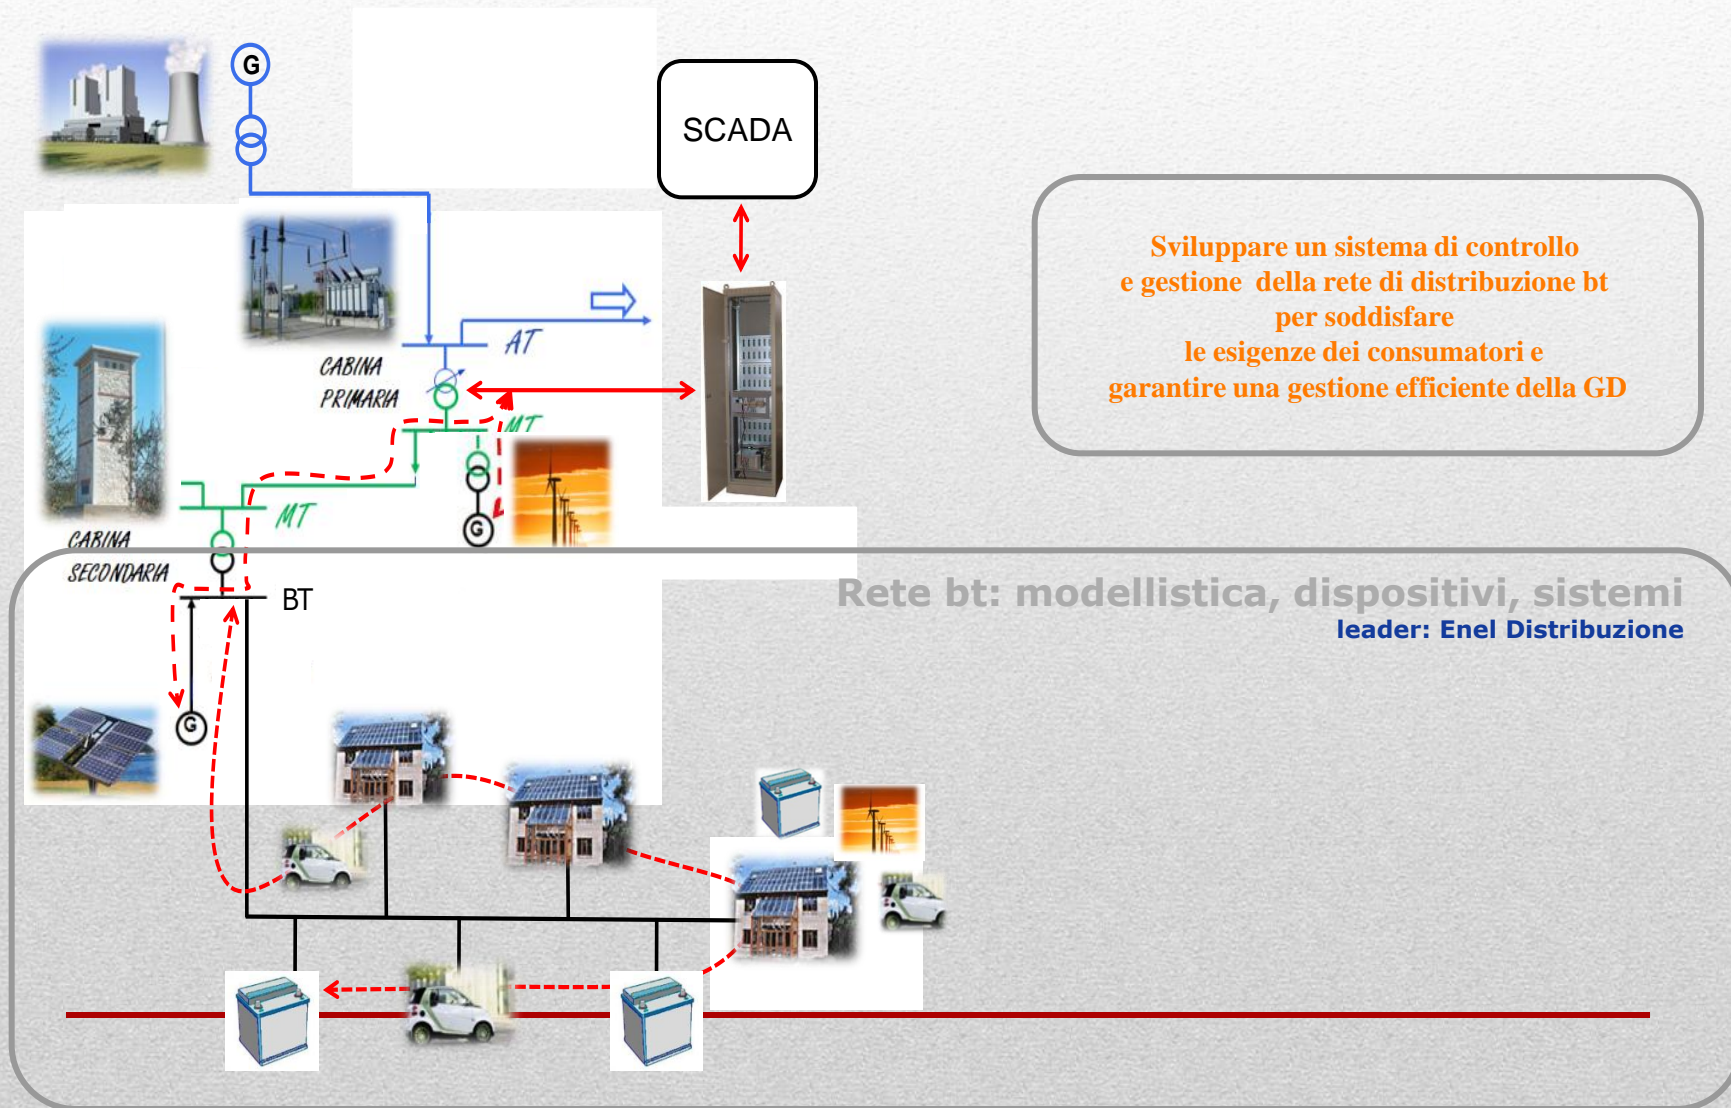 G
SCADA
Sviluppare un sistema di controllo
e gestione della rete di distribuzione bt
per soddisfare
le esigenze dei consumatori e
garantire una gestione efficiente della GD
AT
CABINA
PRIMARIA
MT
MT
G
CABINA
SECONDARIA
BT
Rete bt: modellistica, dispositivi, sistemi
leader: Enel Distribuzione
G